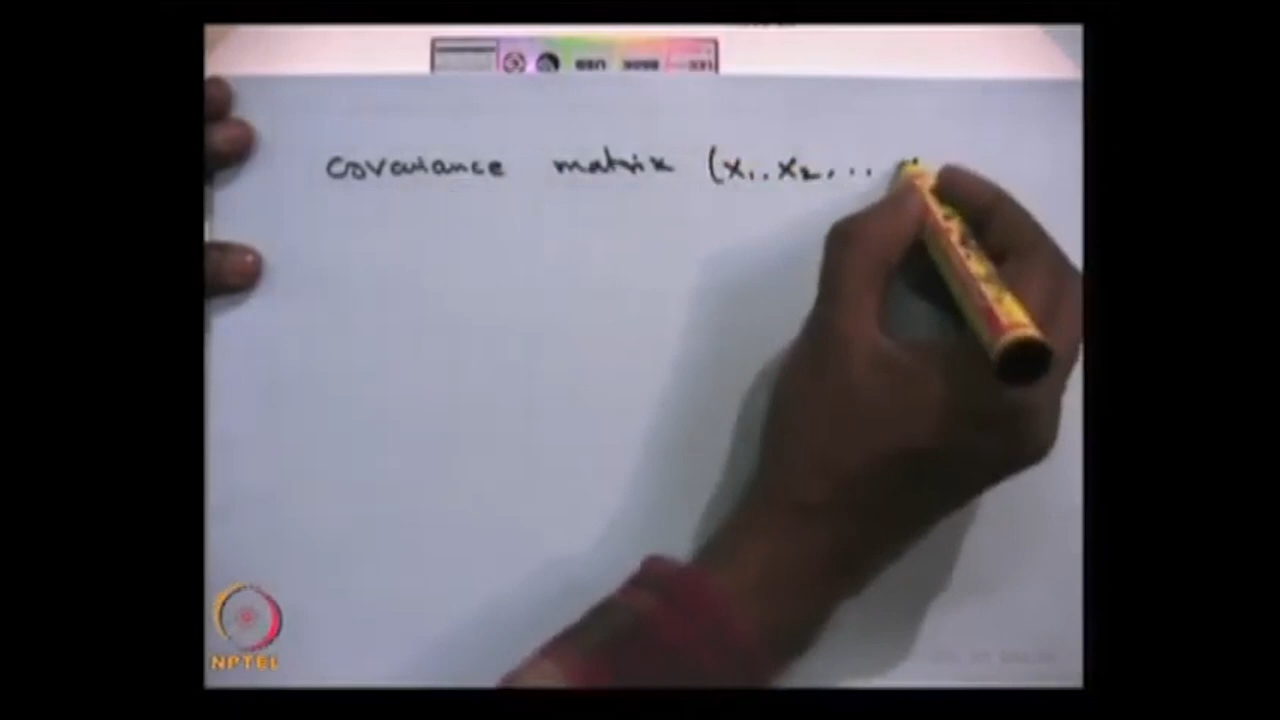 covariance matrix (x1, x2, ...
NPTEL